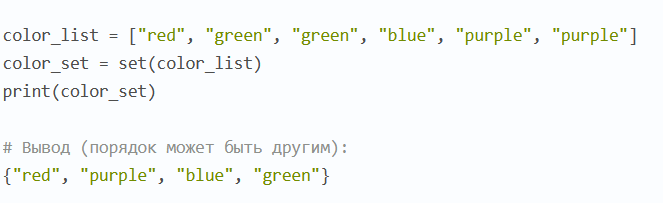 color_list = ["red", "green", "green", "blue", "purple", "purple"]
color_set = set(color_list)
print(color_set)
# Вывод (порядок может быть другим):
{"red", "purple", "blue", "green"}